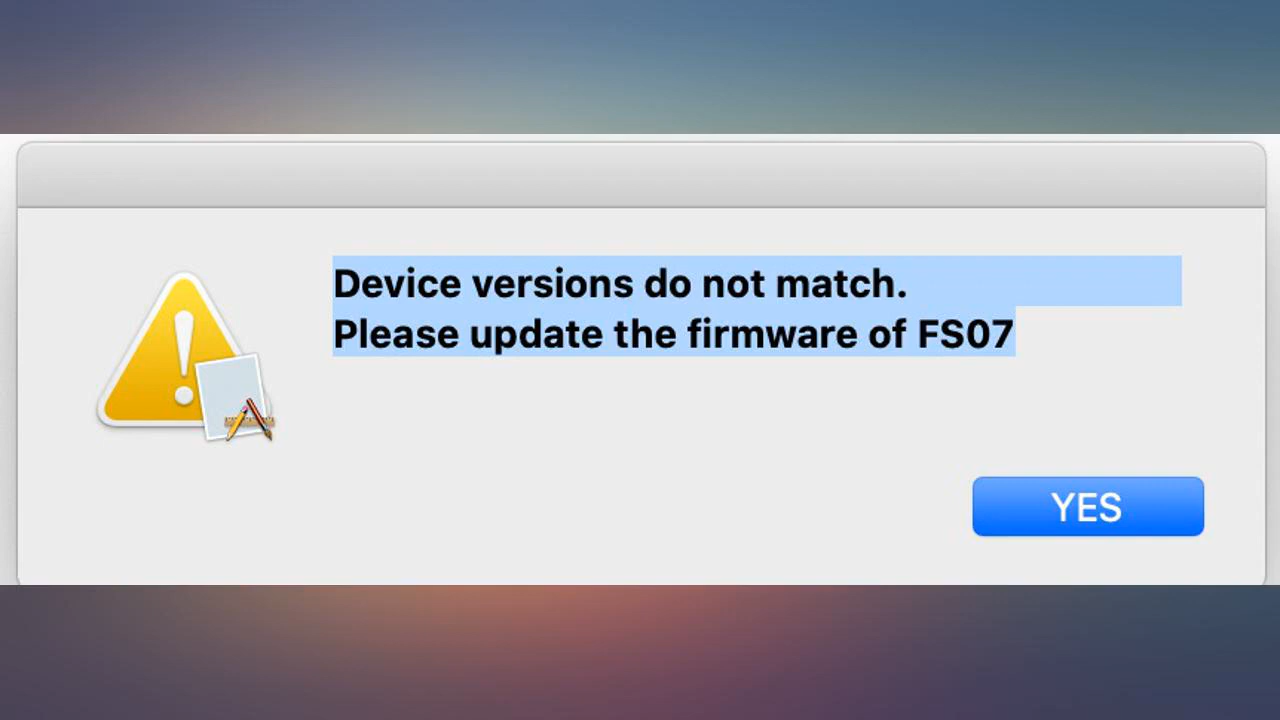 Device versions do not match.
Please update the firmware of FS07
YES